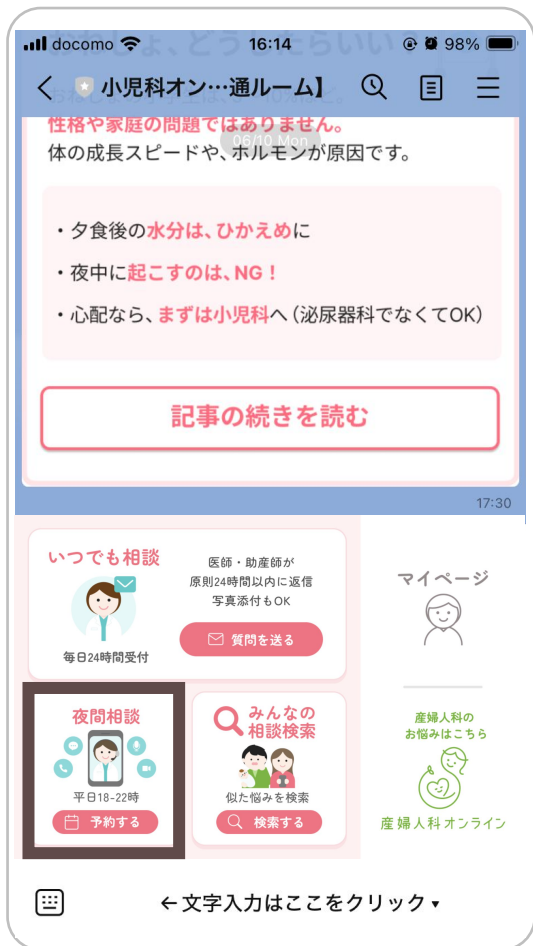 docomo 16:14 98%
小児科オン…通ルーム】
性格や家庭の問題ではありません。
06/10 Mon
体の成長スピードや、ホルモンが原因です。
・夕食後の水分は、ひかえめに
・夜中に起こすのは、NG！
・心配なら、まずは小児科へ（泌尿器科でなくてOK）
記事の続きを読む
17:30
いつでも相談
医師・助産師が
原則24時間以内に返信
写真添付もOK
毎日24時間受付
質問を送る
マイページ
夜間相談
平日18-22時
予約する
みんなの
相談検索
似た悩みを検索
検索する
産婦人科の
お悩みはこちら
産婦人科オンライン
←文字入力はここをクリック▼